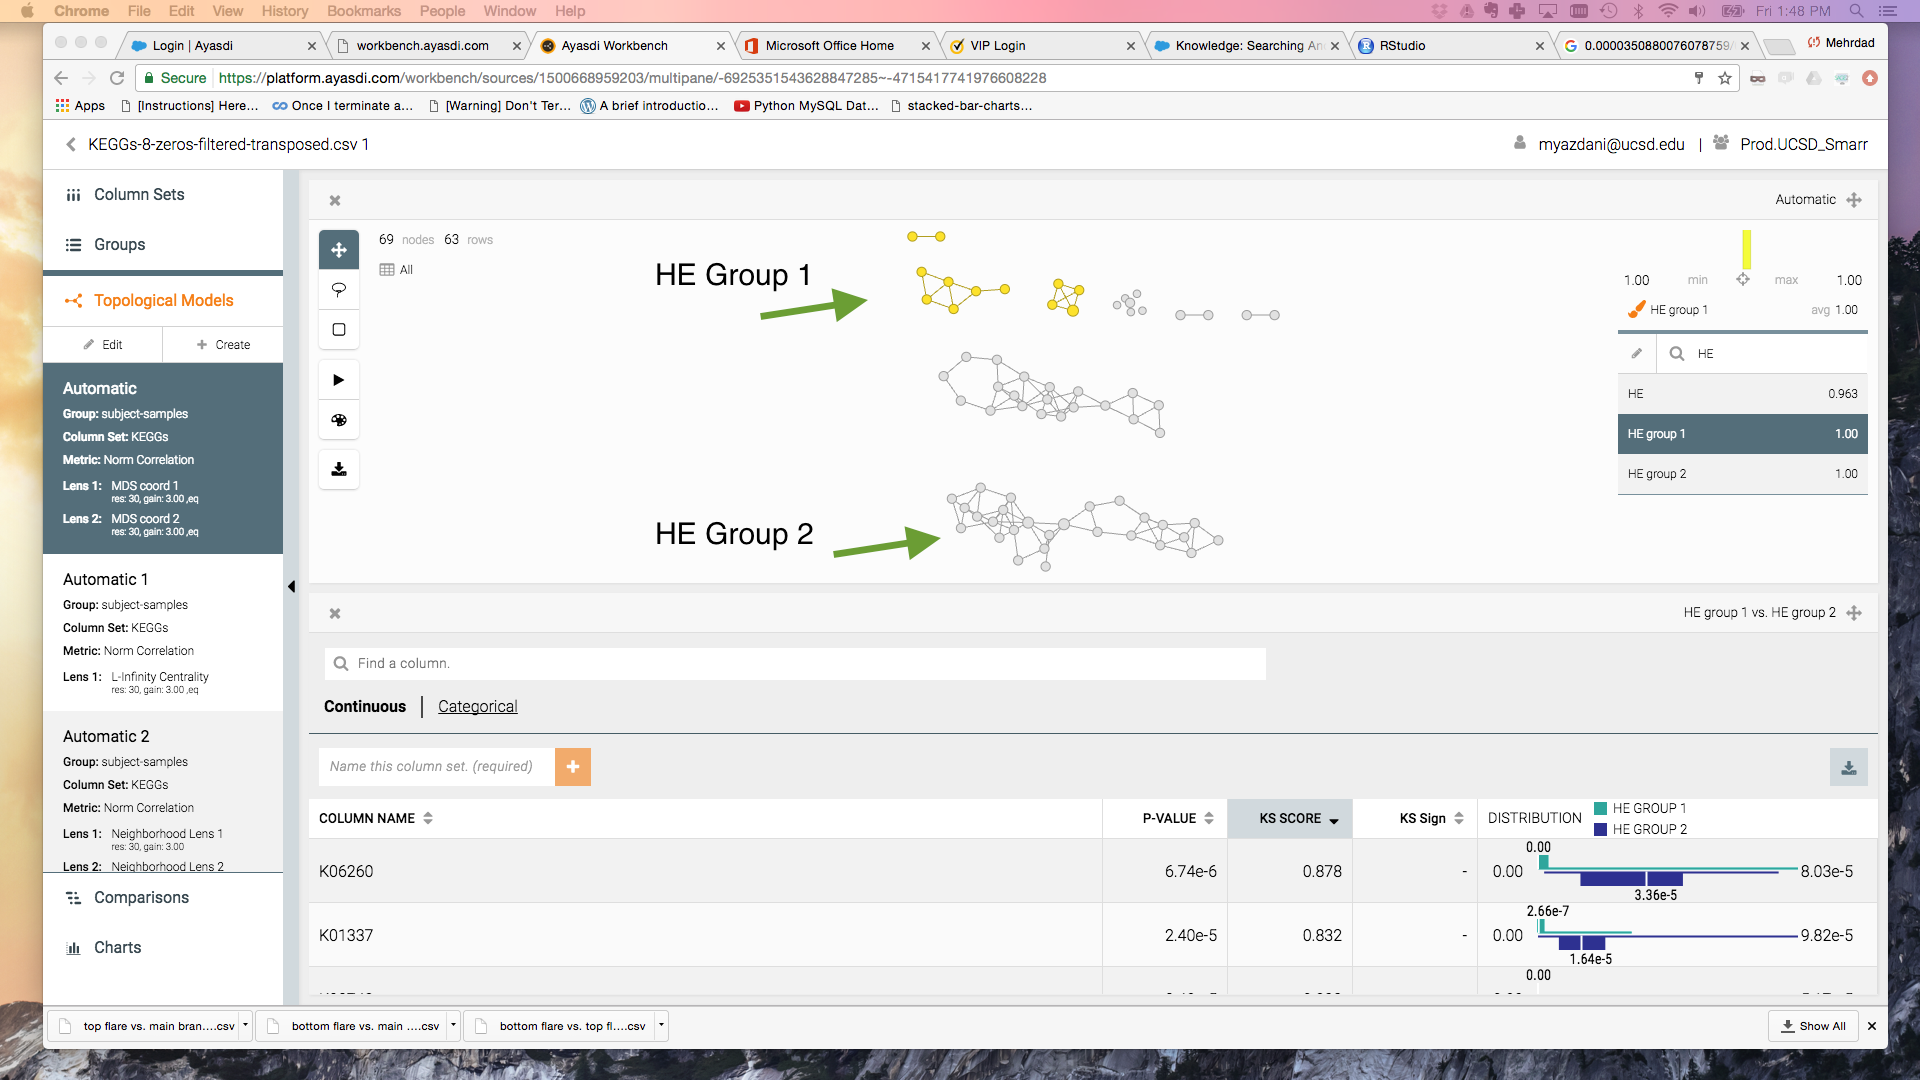 Chrome File Edit View History Bookmarks People Window Help Fri 1:48 PM
Login | Ayasdi workbench.ayasdi.com Ayasdi Workbench Microsoft Office Home VIP Login Knowledge: Searching An RStudio 0.0000350880076078759/ Mehrdad
Secure https://platform.ayasdi.com/workbench/sources/1500668959203/multipane/-6925351543628847285~-4715417741976608228
Apps [Instructions] Here... Once I terminate a... [Warning] Don't Ter... A brief introductio... Python MySQL Dat... stacked-bar-charts...
KEGGs-8-zeros-filtered-transposed.csv 1 myazdani@ucsd.edu | Prod.UCSD_Smarr
Column Sets
Groups
Topological Models
Edit Create
Automatic
Group: subject-samples
Column Set: KEGGs
Metric: Norm Correlation
Lens 1: MDS coord 1
res: 30, gain: 3.00 ,eq
Lens 2: MDS coord 2
res: 30, gain: 3.00 ,eq
Automatic 1
Group: subject-samples
Column Set: KEGGs
Metric: Norm Correlation
Lens 1: L-Infinity Centrality
res: 30, gain: 3.00 ,eq
Automatic 2
Group: subject-samples
Column Set: KEGGs
Metric: Norm Correlation
Lens 1: Neighborhood Lens 1
res: 30, gain: 3.00
Lens 2: Neighborhood Lens 2
Comparisons
Charts
Automatic
69 nodes 63 rows
All
HE Group 1
HE Group 2
1.00 min max 1.00
HE group 1 avg 1.00
HE
HE 0.963
HE group 1 1.00
HE group 2 1.00
HE group 1 vs. HE group 2
Find a column.
Continuous | Categorical
Name this column set. (required)
COLUMN NAME P-VALUE KS SCORE KS Sign DISTRIBUTION HE GROUP 1
HE GROUP 2
0.00
K06260 6.74e-6 0.878 - 0.00 8.03e-5
3.36e-5
2.66e-7
K01337 2.40e-5 0.832 - 0.00 9.82e-5
1.64e-5
0.00
top flare vs. main bran....csv bottom flare vs. main ....csv bottom flare vs. top fl....csv Show All